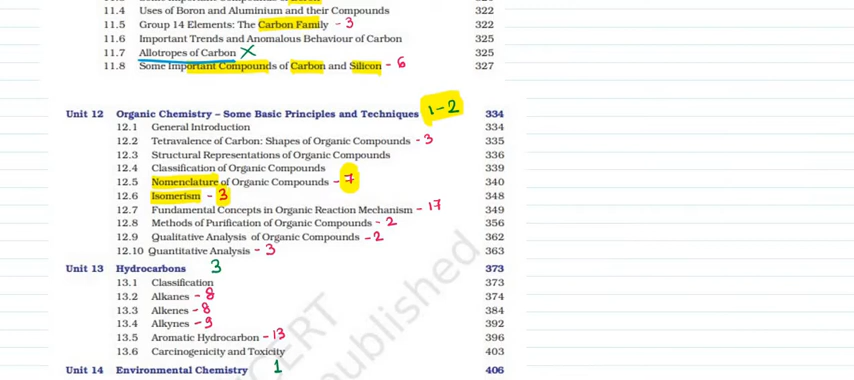 11.4 Uses of Boron and Aluminium and their Compounds 322
11.5 Group 14 Elements: The Carbon Family - 3 322
11.6 Important Trends and Anomalous Behaviour of Carbon 325
11.7 Allotropes of Carbon X 325
11.8 Some Important Compounds of Carbon and Silicon - 6 327
Unit 12 Organic Chemistry – Some Basic Principles and Techniques 1-2 334
12.1 General Introduction 334
12.2 Tetravalence of Carbon: Shapes of Organic Compounds - 3 335
12.3 Structural Representations of Organic Compounds 336
12.4 Classification of Organic Compounds 339
12.5 Nomenclature of Organic Compounds - 7 340
12.6 Isomerism - 3 348
12.7 Fundamental Concepts in Organic Reaction Mechanism - 17 349
12.8 Methods of Purification of Organic Compounds - 2 356
12.9 Qualitative Analysis of Organic Compounds - 2 362
12.10 Quantitative Analysis - 3 363
Unit 13 Hydrocarbons 3 373
13.1 Classification 373
13.2 Alkanes - 8 374
13.3 Alkenes - 8 384
13.4 Alkynes - 9 392
13.5 Aromatic Hydrocarbon - 13 396
13.6 Carcinogenicity and Toxicity 403
Unit 14 Environmental Chemistry 1 406
published